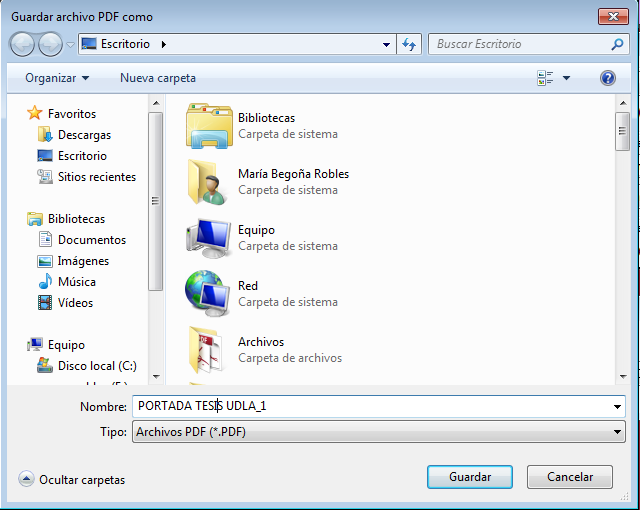 Guardar archivo PDF como
Escritorio
Buscar Escritorio
Organizar
Nueva carpeta
Favoritos
Descargas
Escritorio
Sitios recientes
Bibliotecas
Documentos
Imágenes
Música
Vídeos
Equipo
Disco local (C:)
Bibliotecas
Carpeta de sistema
María Begoña Robles
Carpeta de sistema
Equipo
Carpeta de sistema
Red
Carpeta de sistema
Archivos
Carpeta de archivos
Nombre: PORTADA TESIS UDLA_1
Tipo: Archivos PDF (*.PDF)
Ocultar carpetas
Guardar
Cancelar